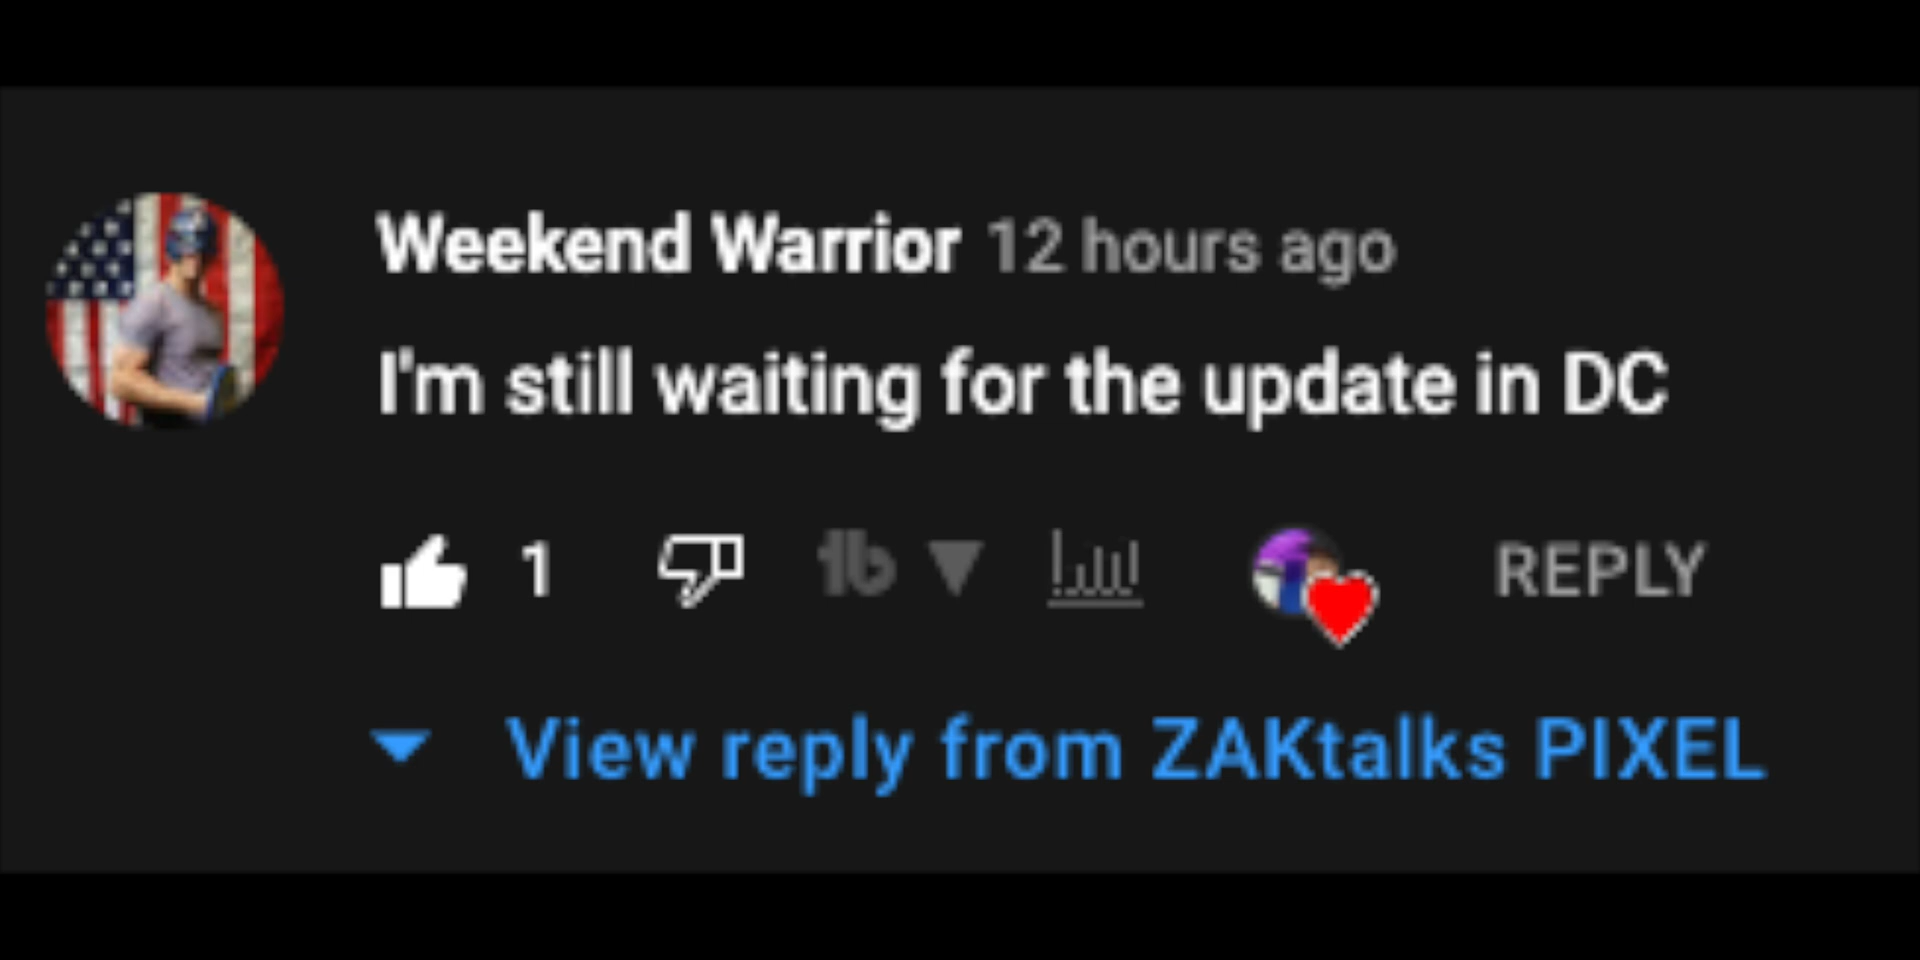 Weekend Warrior 12 hours ago
I'm still waiting for the update in DC
1 tb REPLY
View reply from ZAKtalks PIXEL